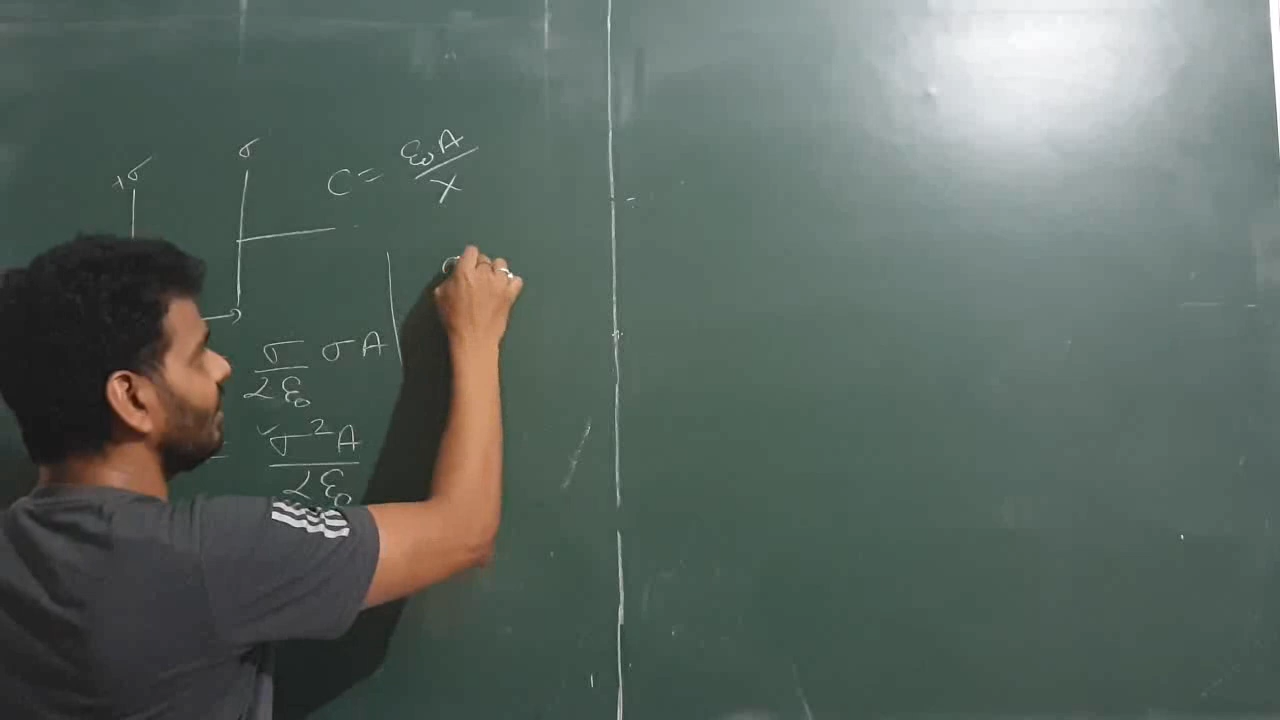 +σ
σ
C = ε₀A/x
σ/2ε₀ σA
= σ²A/2ε₀
σ